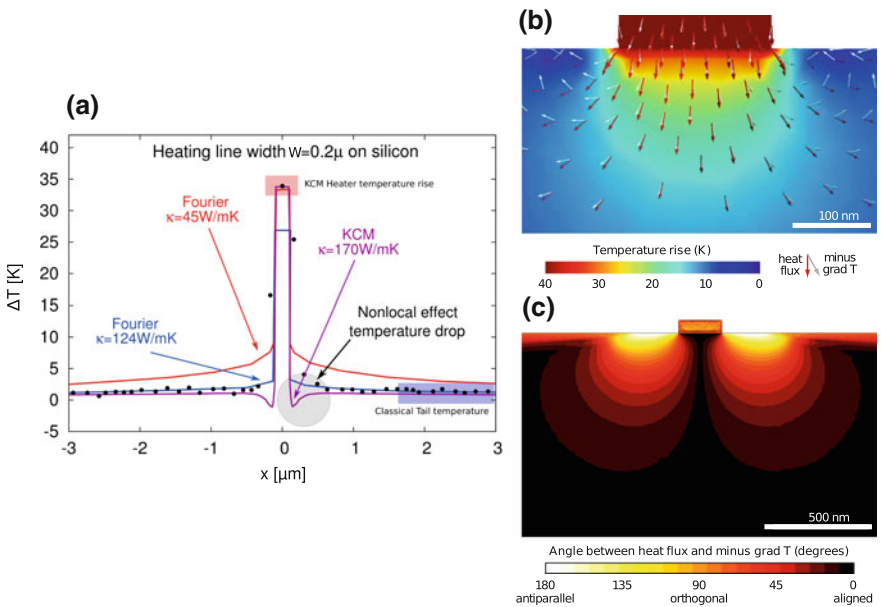 (a)
Heating line width W=0.2μ on silicon
KCM Heater temperature rise
Fourier
κ=45W/mK
KCM
κ=170W/mK
Fourier
κ=124W/mK
Nonlocal effect
temperature drop
Classical Tail temperature
ΔT [K]
40
35
30
25
20
15
10
5
0
-5
-3
-2
-1
0
1
2
3
x [μm]
(b)
100 nm
Temperature rise (K)
40
30
20
10
0
heat
flux
minus
grad T
(c)
500 nm
Angle between heat flux and minus grad T (degrees)
180
135
90
45
0
antiparallel
orthogonal
aligned